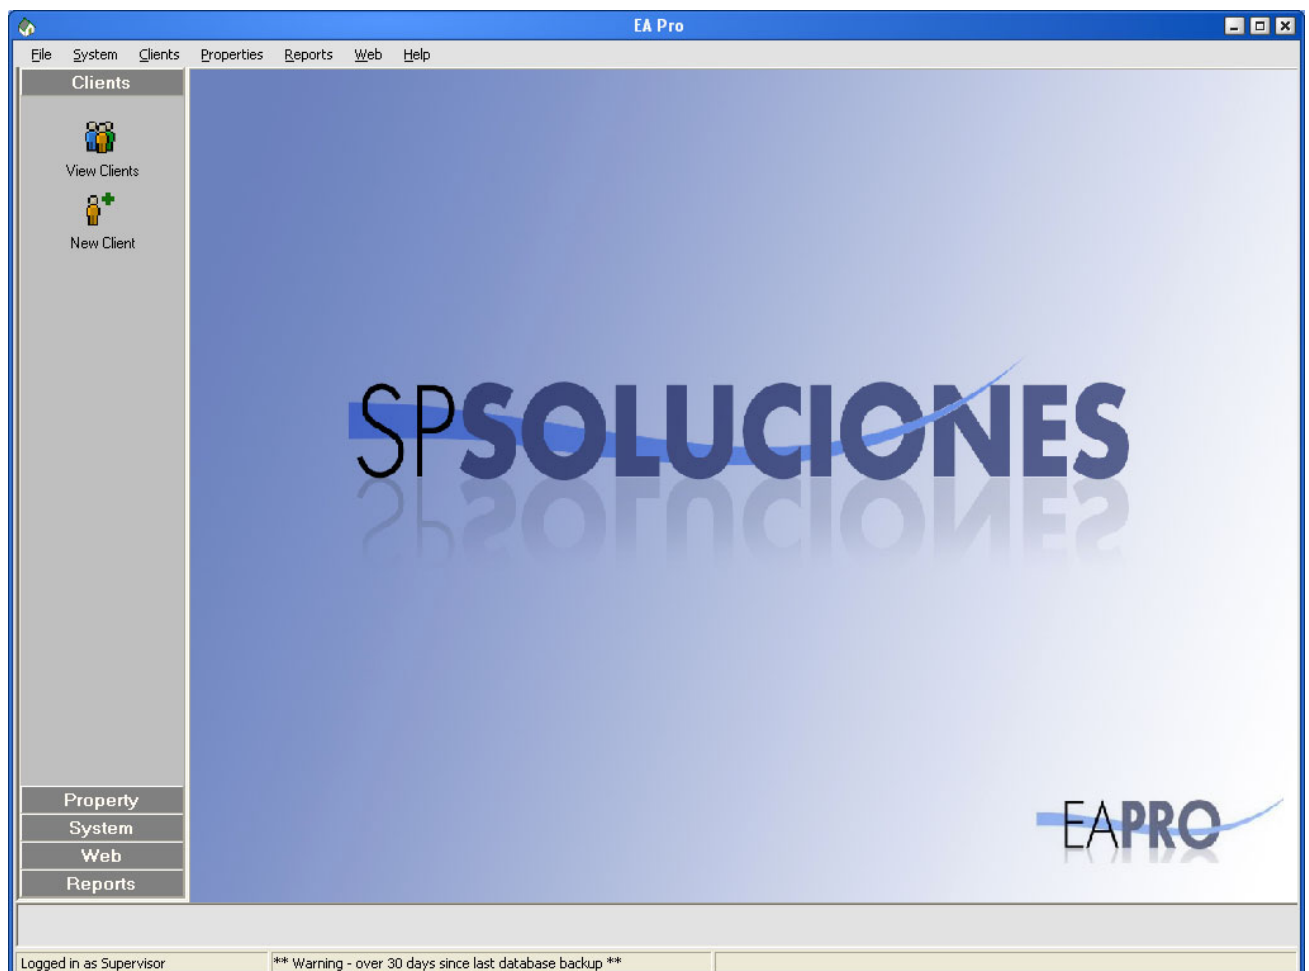 EA Pro
File System Clients Properties Reports Web Help
Clients
View Clients
New Client
SPSOLUCIONES
Property
System
Web
Reports
EAPRO
Logged in as Supervisor ** Warning - over 30 days since last database backup **